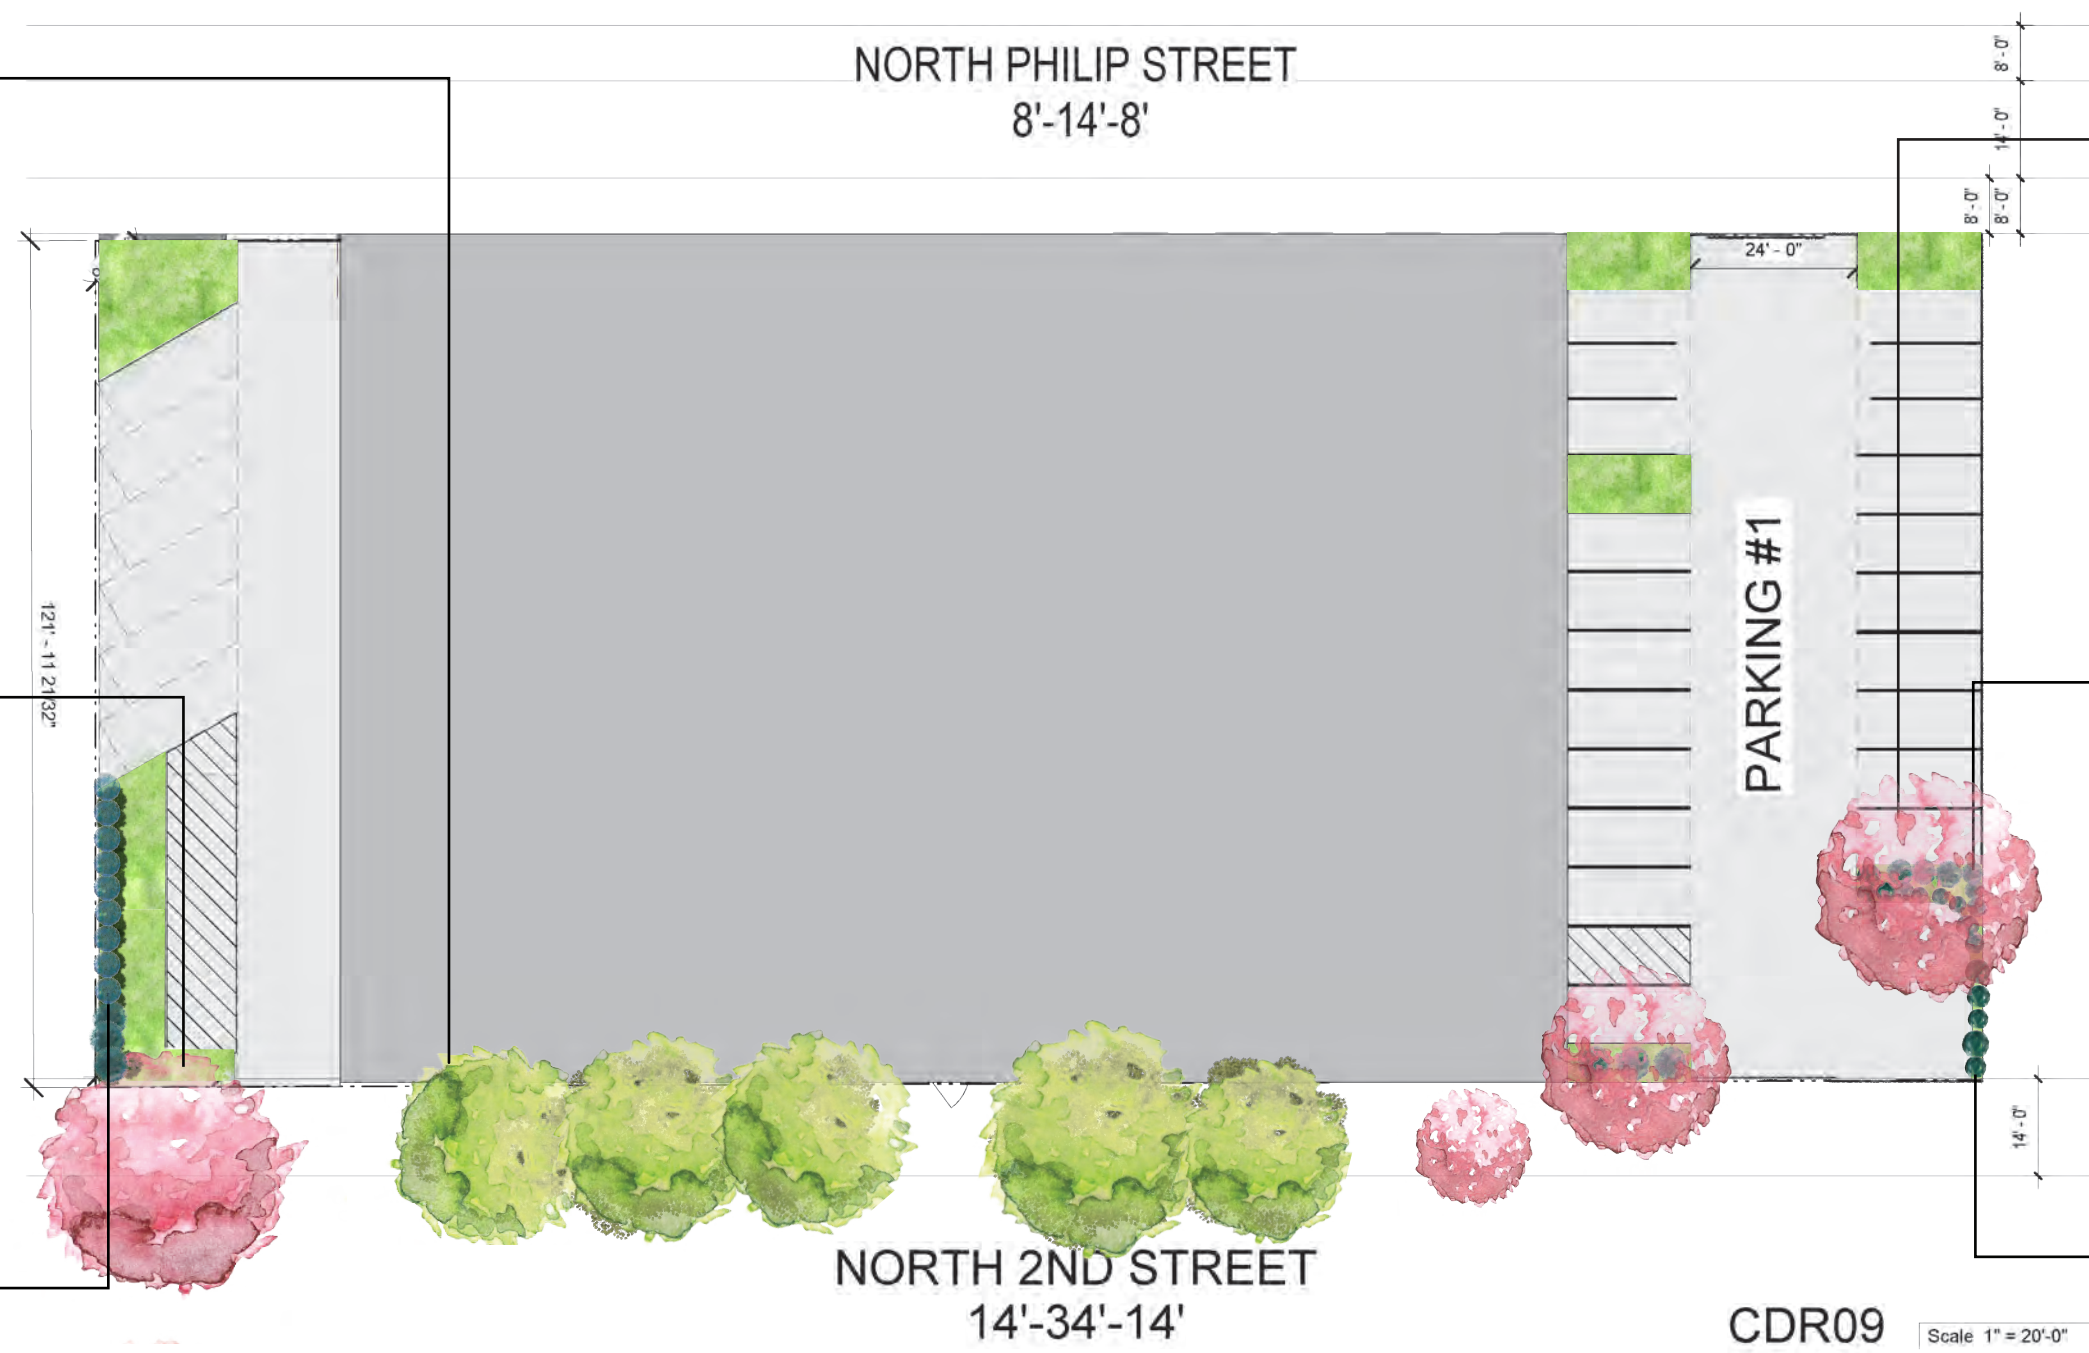 NORTH PHILIP STREET
8'-14'-8'
8' - 0"
14' - 0"
8' - 0"
8' - 0"
24' - 0"
121' - 11 21/32"
PARKING #1
14' - 0"
NORTH 2ND STREET
14'-34'-14'
CDR09
Scale 1" = 20'-0"